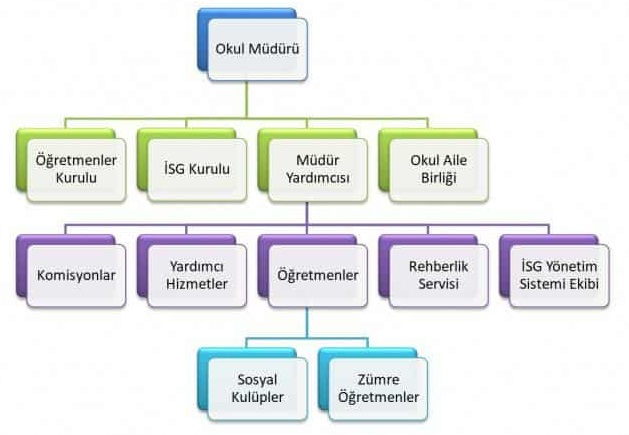 Okul Müdürü
Öğretmenler
Kurulu
İSG Kurulu
Müdür
Yardımcısı
Okul Aile
Birliği
Komisyonlar
Yardımcı
Hizmetler
Öğretmenler
Rehberlik
Servisi
İSG Yönetim
Sistemi Ekibi
Sosyal
Kulüpler
Zümre
Öğretmenler